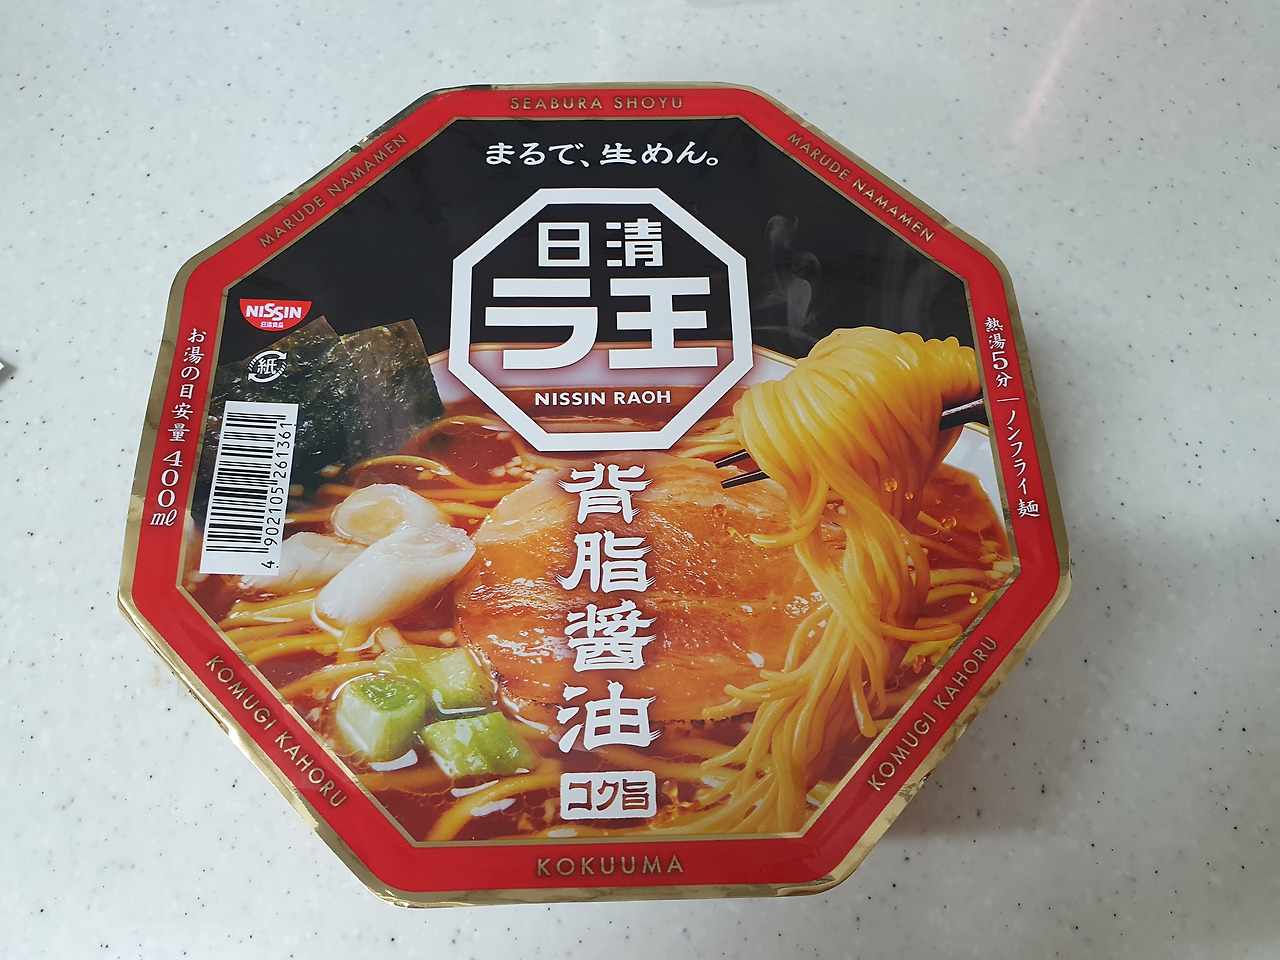 SEABURA SHOYU
MARUDE NAMAMEN
MARUDE NAMAMEN
まるで、生めん。
日清
ラ王
NISSIN RAOH
NISSIN
日清食品
紙
お湯の目安量 400ml
熱湯5分 ノンフライ麺
4 902105 261361
背脂醤油
コク旨
KOMUGI KAHORU
KOMUGI KAHORU
KOKUUMA